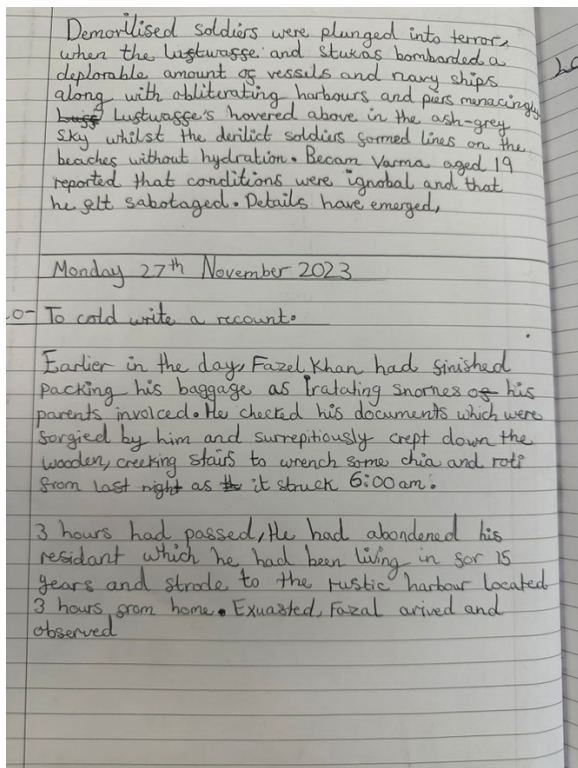 Demorilised soldiers were plunged into terror,
when the Lustwasse and Stukas bombarded a
deplorable amount of vessels and navy ships
along with obliterating harbours and piers menacingly
Lustwasse's hovered above in the ash-grey
sky whilst the derilict soldiers formed lines on the
beaches without hydration. Becam Varma aged 19
reported that conditions were ignobal and that
he felt sabotaged. Details have emerged,
Monday 27th November 2023
.o- To cold write a recount.
Earlier in the day, Fazel Khan had finished
packing his baggage as iratating snornes of his
parents involced. He checked his documents which were
forgied by him and surrepitiously crept down the
wooden, creeking stairs to wrench some chia and roti
from last night as it struck 6:00 am.
3 hours had passed, He had abondened his
residant which he had been living in for 15
years and strode to the rustic harbour located
3 hours from home. Exuasted, Fazal arived and
observed